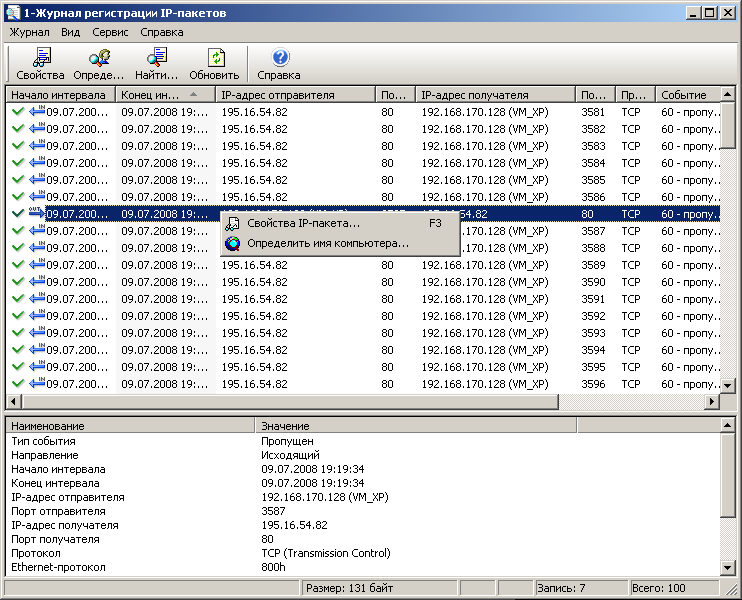 1-Журнал регистрации IP-пакетов
Журнал Вид Сервис Справка
Свойства Опреде... Найти... Обновить Справка
Начало интервала Конец ин... IP-адрес отправителя По... IP-адрес получателя По... Пр... Событие
IN 09.07.200... 09.07.2008 19:... 195.16.54.82 80 192.168.170.128 (VM_XP) 3581 TCP 60 - пропу...
IN 09.07.200... 09.07.2008 19:... 195.16.54.82 80 192.168.170.128 (VM_XP) 3582 TCP 60 - пропу...
IN 09.07.200... 09.07.2008 19:... 195.16.54.82 80 192.168.170.128 (VM_XP) 3583 TCP 60 - пропу...
IN 09.07.200... 09.07.2008 19:... 195.16.54.82 80 192.168.170.128 (VM_XP) 3584 TCP 60 - пропу...
IN 09.07.200... 09.07.2008 19:... 195.16.54.82 80 192.168.170.128 (VM_XP) 3585 TCP 60 - пропу...
IN 09.07.200... 09.07.2008 19:... 195.16.54.82 80 192.168.170.128 (VM_XP) 3586 TCP 60 - пропу...
OUT 09.07.200... 09.07.2008 19:... .54.82 80 TCP 60 - пропу...
Свойства IP-пакета... F3
IN 09.07.200... 09.07.2008 19:... 3587 TCP 60 - пропу...
Определить имя компьютера...
IN 09.07.200... 09.07.2008 19:... 3588 TCP 60 - пропу...
IN 09.07.200... 09.07.2008 19:... 195.16.54.82 80 192.168.170.128 (VM_XP) 3589 TCP 60 - пропу...
IN 09.07.200... 09.07.2008 19:... 195.16.54.82 80 192.168.170.128 (VM_XP) 3590 TCP 60 - пропу...
IN 09.07.200... 09.07.2008 19:... 195.16.54.82 80 192.168.170.128 (VM_XP) 3591 TCP 60 - пропу...
IN 09.07.200... 09.07.2008 19:... 195.16.54.82 80 192.168.170.128 (VM_XP) 3592 TCP 60 - пропу...
IN 09.07.200... 09.07.2008 19:... 195.16.54.82 80 192.168.170.128 (VM_XP) 3593 TCP 60 - пропу...
IN 09.07.200... 09.07.2008 19:... 195.16.54.82 80 192.168.170.128 (VM_XP) 3594 TCP 60 - пропу...
IN 09.07.200... 09.07.2008 19:... 195.16.54.82 80 192.168.170.128 (VM_XP) 3595 TCP 60 - пропу...
IN 09.07.200... 09.07.2008 19:... 195.16.54.82 80 192.168.170.128 (VM_XP) 3596 TCP 60 - пропу...
Наименование Значение
Тип события Пропущен
Направление Исходящий
Начало интервала 09.07.2008 19:19:34
Конец интервала 09.07.2008 19:19:34
IP-адрес отправителя 192.168.170.128 (VM_XP)
Порт отправителя 3587
IP-адрес получателя 195.16.54.82
Порт получателя 80
Протокол TCP (Transmission Control)
Ethernet-протокол 800h
Размер: 131 байт Запись: 7 Всего: 100